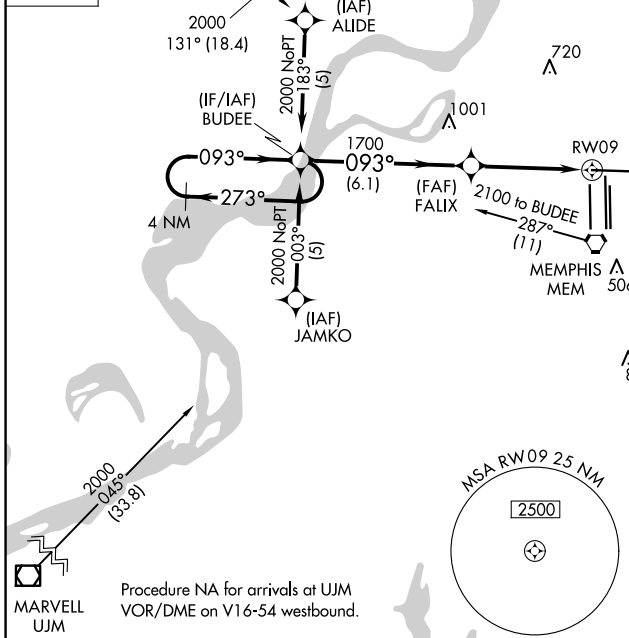 (IAF)
ALIDE
2000
131° (18.4)
2000 NoPT
183°
(5)
720
1001
(IF/IAF)
BUDEE
093°
1700
093°
(6.1)
RW09
273°
4 NM
(FAF)
FALIX
2100 to BUDEE
287°
(11)
2000 NoPT
003°
(5)
MEMPHIS
MEM
(IAF)
JAMKO
2000
045°
(33.8)
MSA RW09 25 NM
2500
MARVELL
UJM
Procedure NA for arrivals at UJM
VOR/DME on V16-54 westbound.